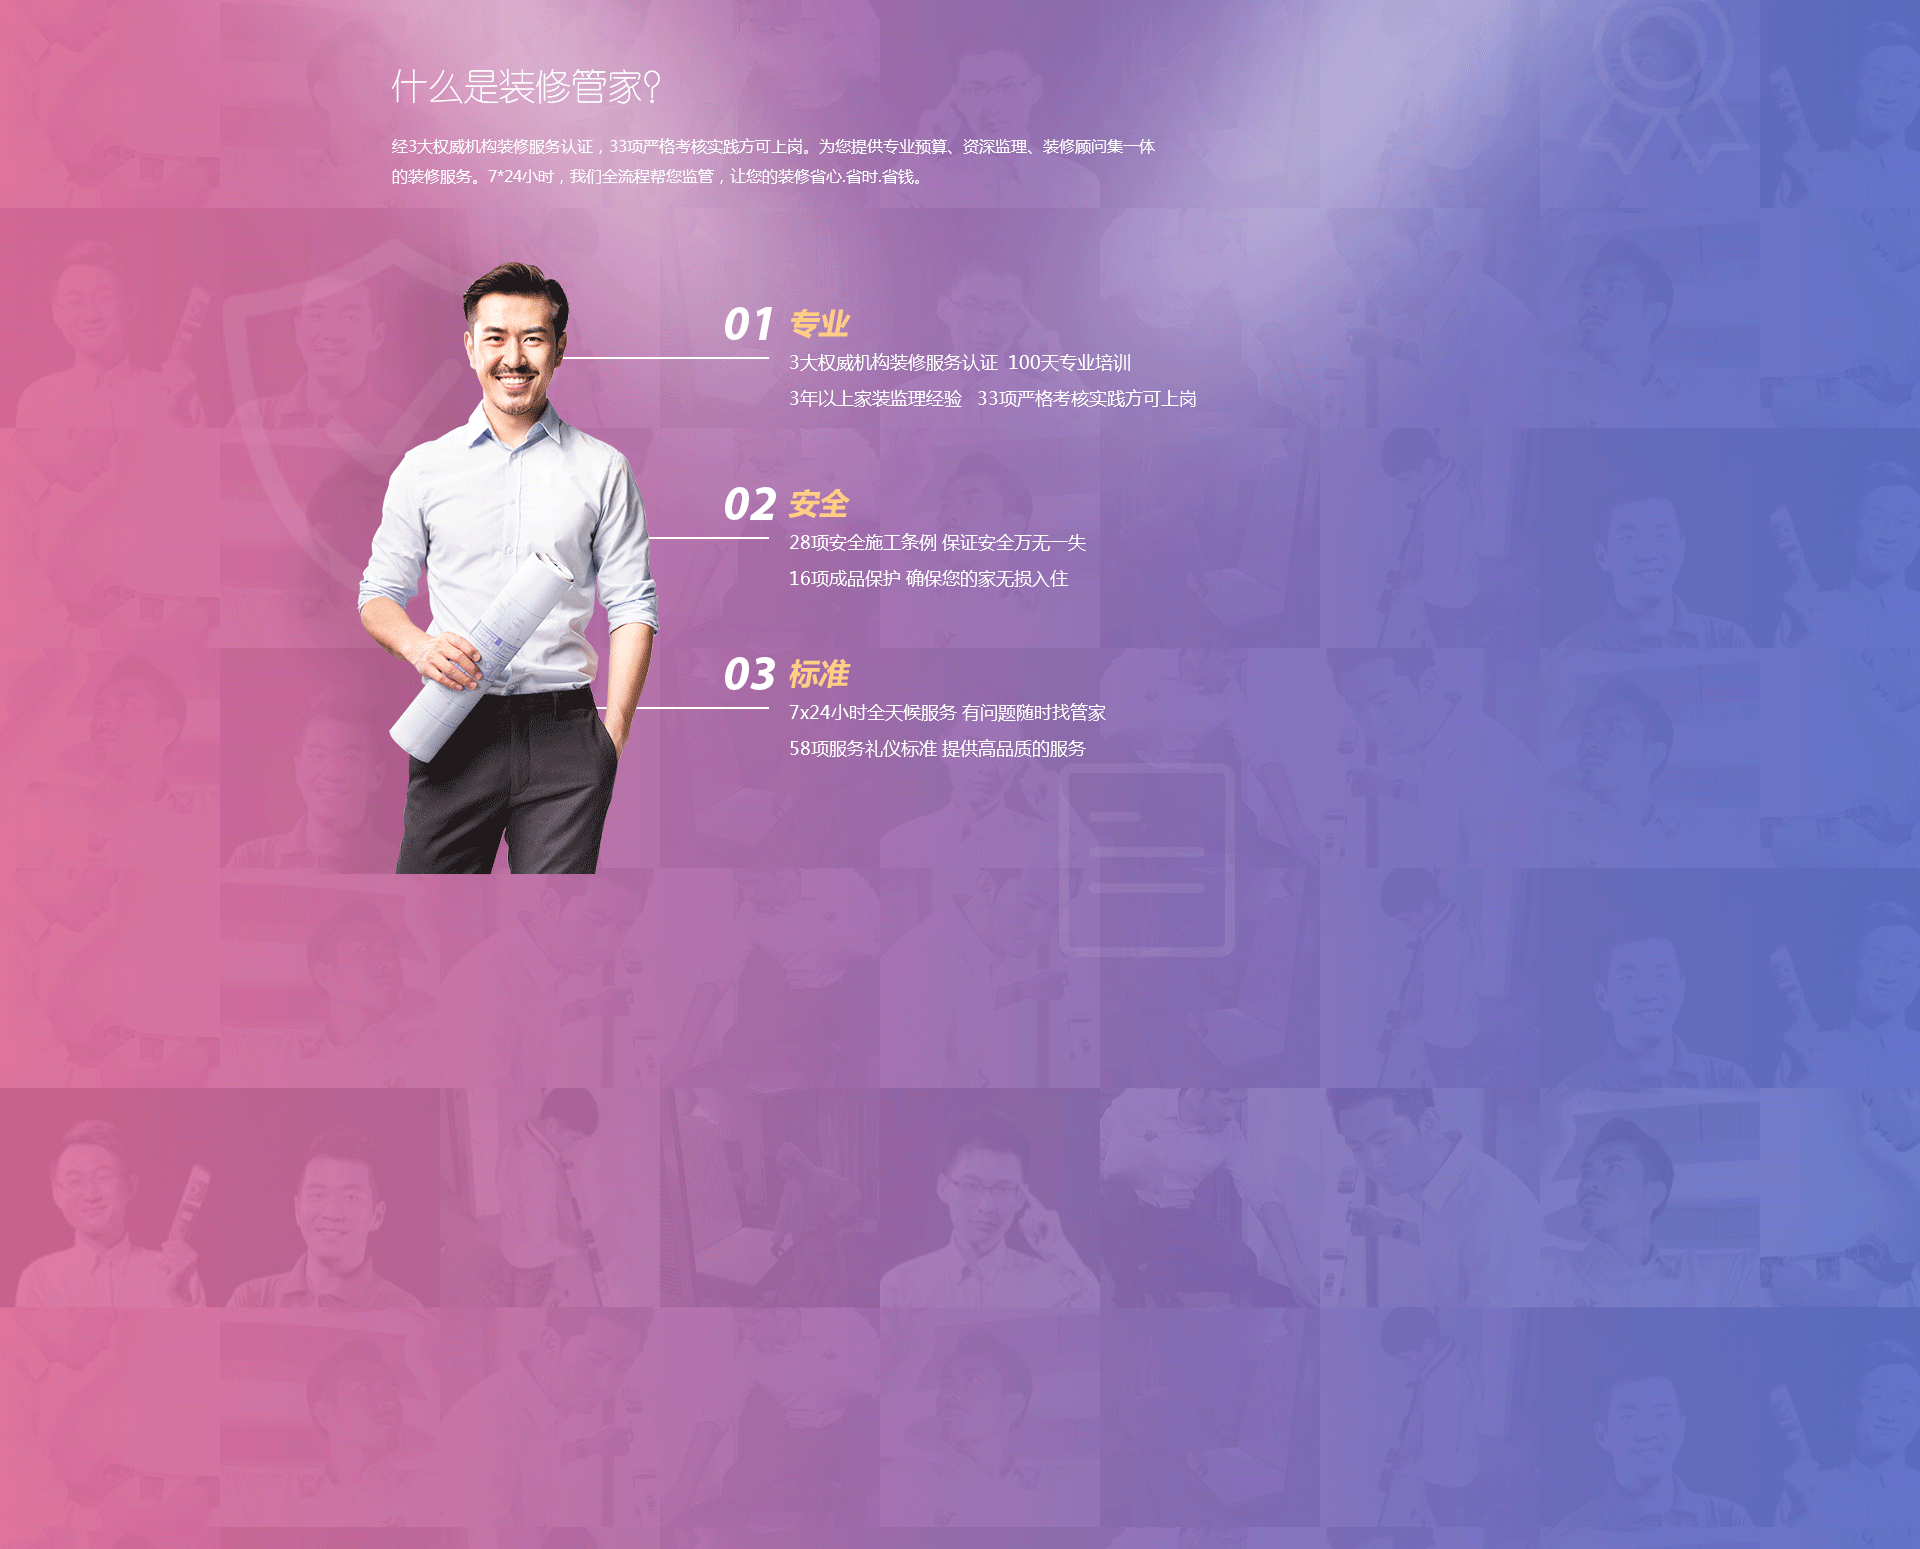 什么是装修管家?
经3大权威机构装修服务认证，33项严格考核实践方可上岗。为您提供专业预算、资深监理、装修顾问集一体
的装修服务。7*24小时，我们全流程帮您监管，让您的装修省心.省时.省钱。
01 专业
3大权威机构装修服务认证 100天专业培训
3年以上家装监理经验 33项严格考核实践方可上岗
02 安全
28项安全施工条例 保证安全万无一失
16项成品保护 确保您的家无损入住
03 标准
7x24小时全天候服务 有问题随时找管家
58项服务礼仪标准 提供高品质的服务